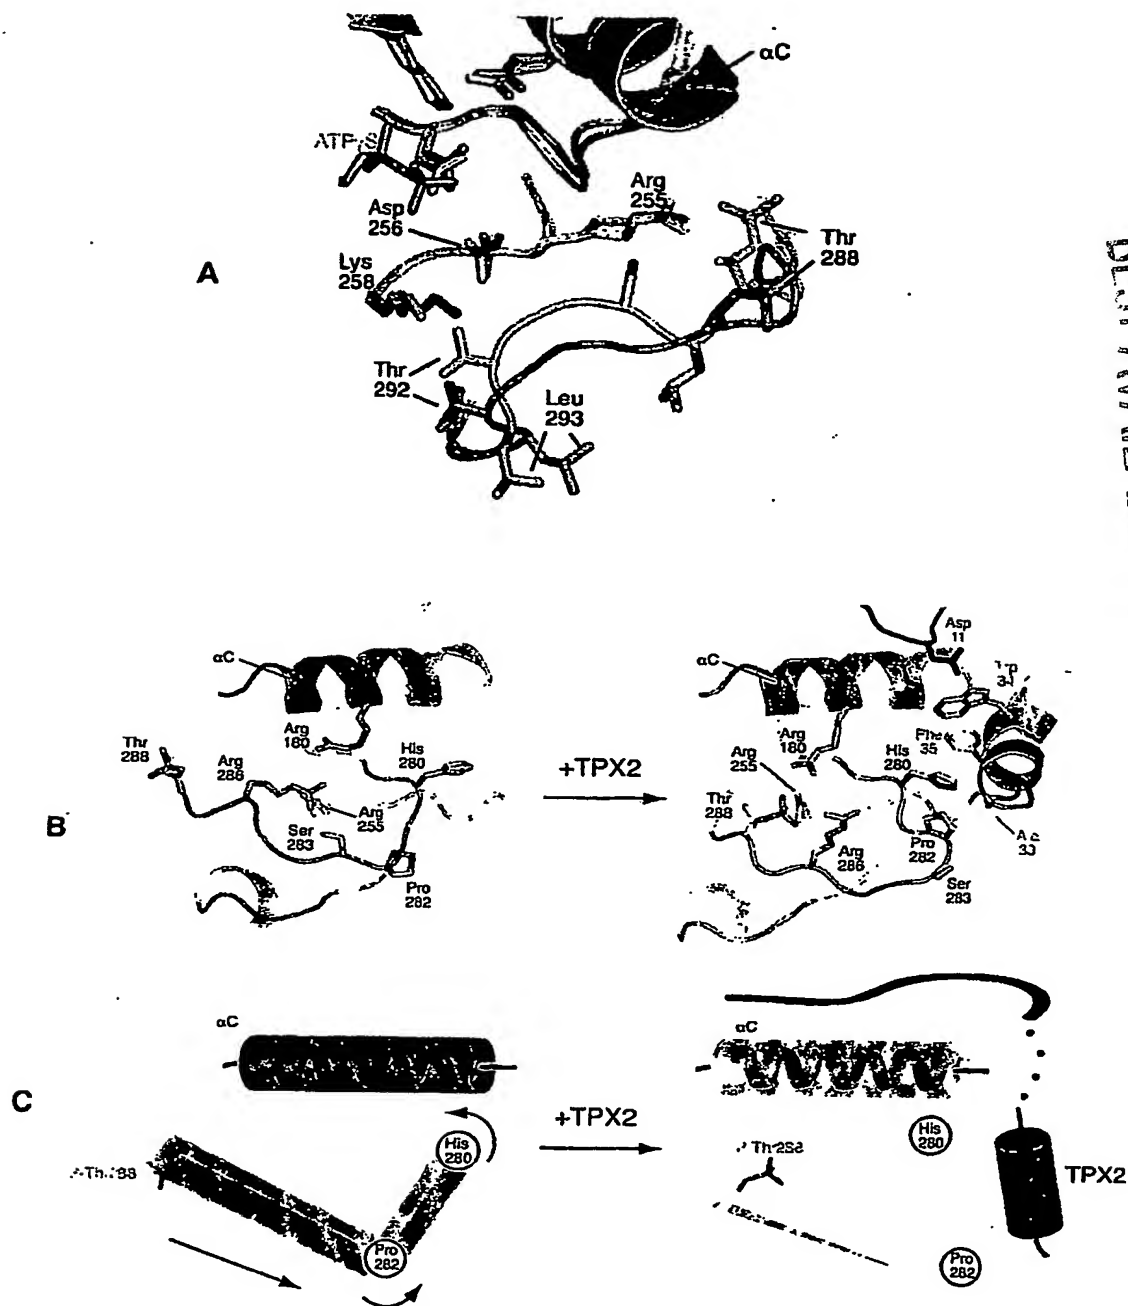 αC
Arg
255
Asp
256
Thr
288
A
Lys
258
Thr
292
Leu
293
B
αC
Arg
180
Thr
288
Arg
286
His
280
Arg
255
Ser
283
Pro
282
+TPX2
αC
Asp
11
Arg
180
Arg
255
His
280
Phe
35
Thr
288
Arg
286
Pro
282
Ser
283
C
αC
His
280
Pro
282
+TPX2
αC
His
280
TPX2
Pro
282